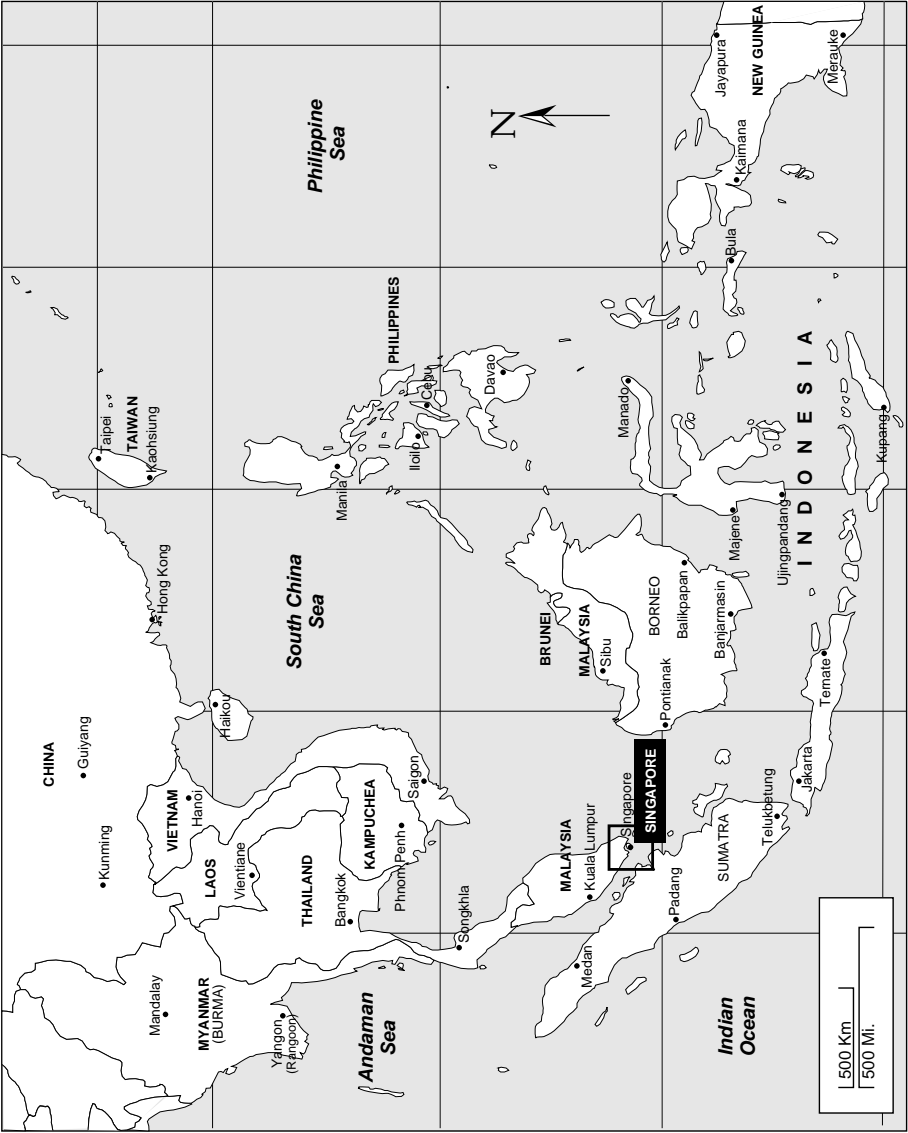 Philippine
Sea
N
Jayapura
NEW GUINEA
Merauke
Kaimana
Bula
PHILIPPINES
Cebu
Davao
Iloilo
Manila
Taipei
TAIWAN
Kaohsiung
Manado
INDONESIA
Kupang
Majene
Ujingpandang
Hong Kong
South China
Sea
BRUNEI
MALAYSIA
Sibu
BORNEO
Balikpapan
Banjarmasin
Pontianak
Temate
Haikou
CHINA
Guiyang
Kunming
VIETNAM
Hanoi
LAOS
Vientiane
THAILAND
Bangkok
KAMPUCHEA
Phnom Penh
Saigon
Songkhla
MALAYSIA
Kuala Lumpur
Singapore
SINGAPORE
SUMATRA
Telukbetung
Jakarta
Padang
Medan
Mandalay
MYANMAR
(BURMA)
Yangon
(Rangoon)
Andaman
Sea
Indian
Ocean
500 Km
500 Mi.